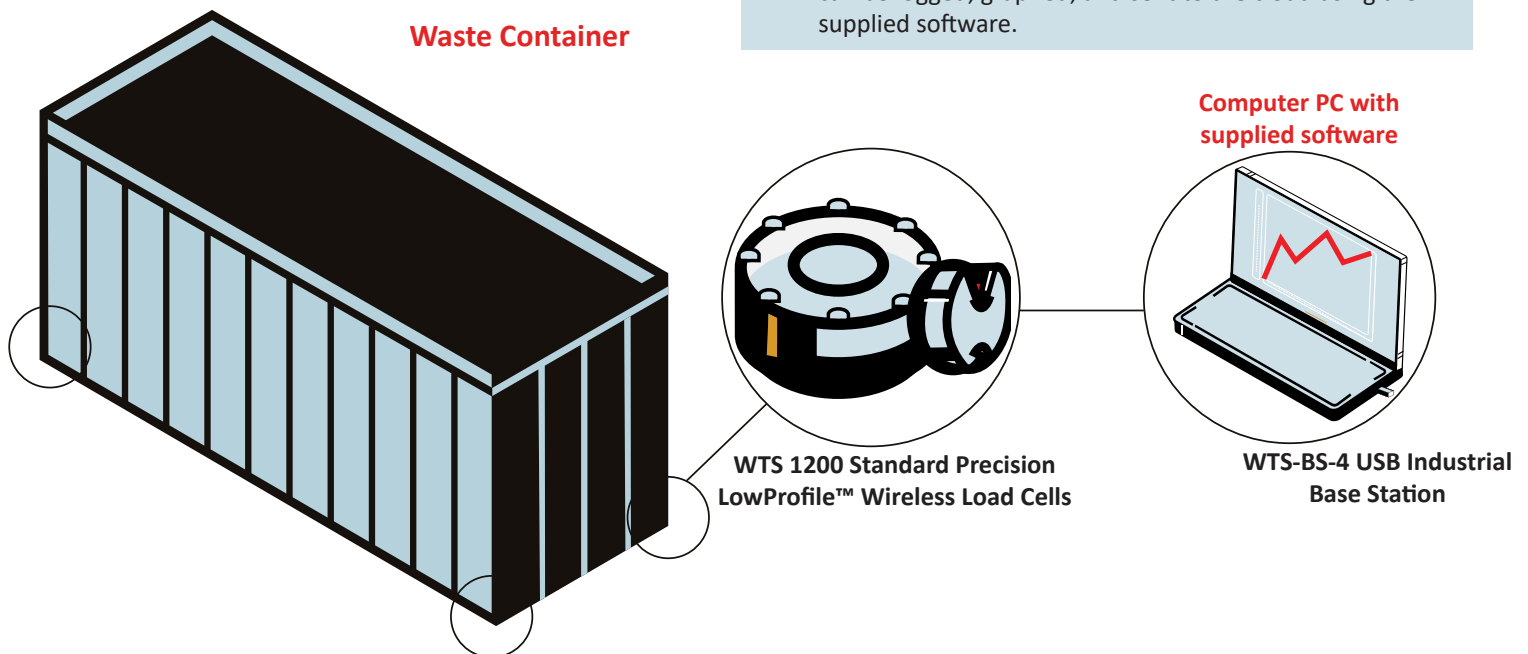 supplied software.
Waste Container
Computer PC with
supplied software
WTS 1200 Standard Precision
LowProfile™ Wireless Load Cells
WTS-BS-4 USB Industrial
Base Station